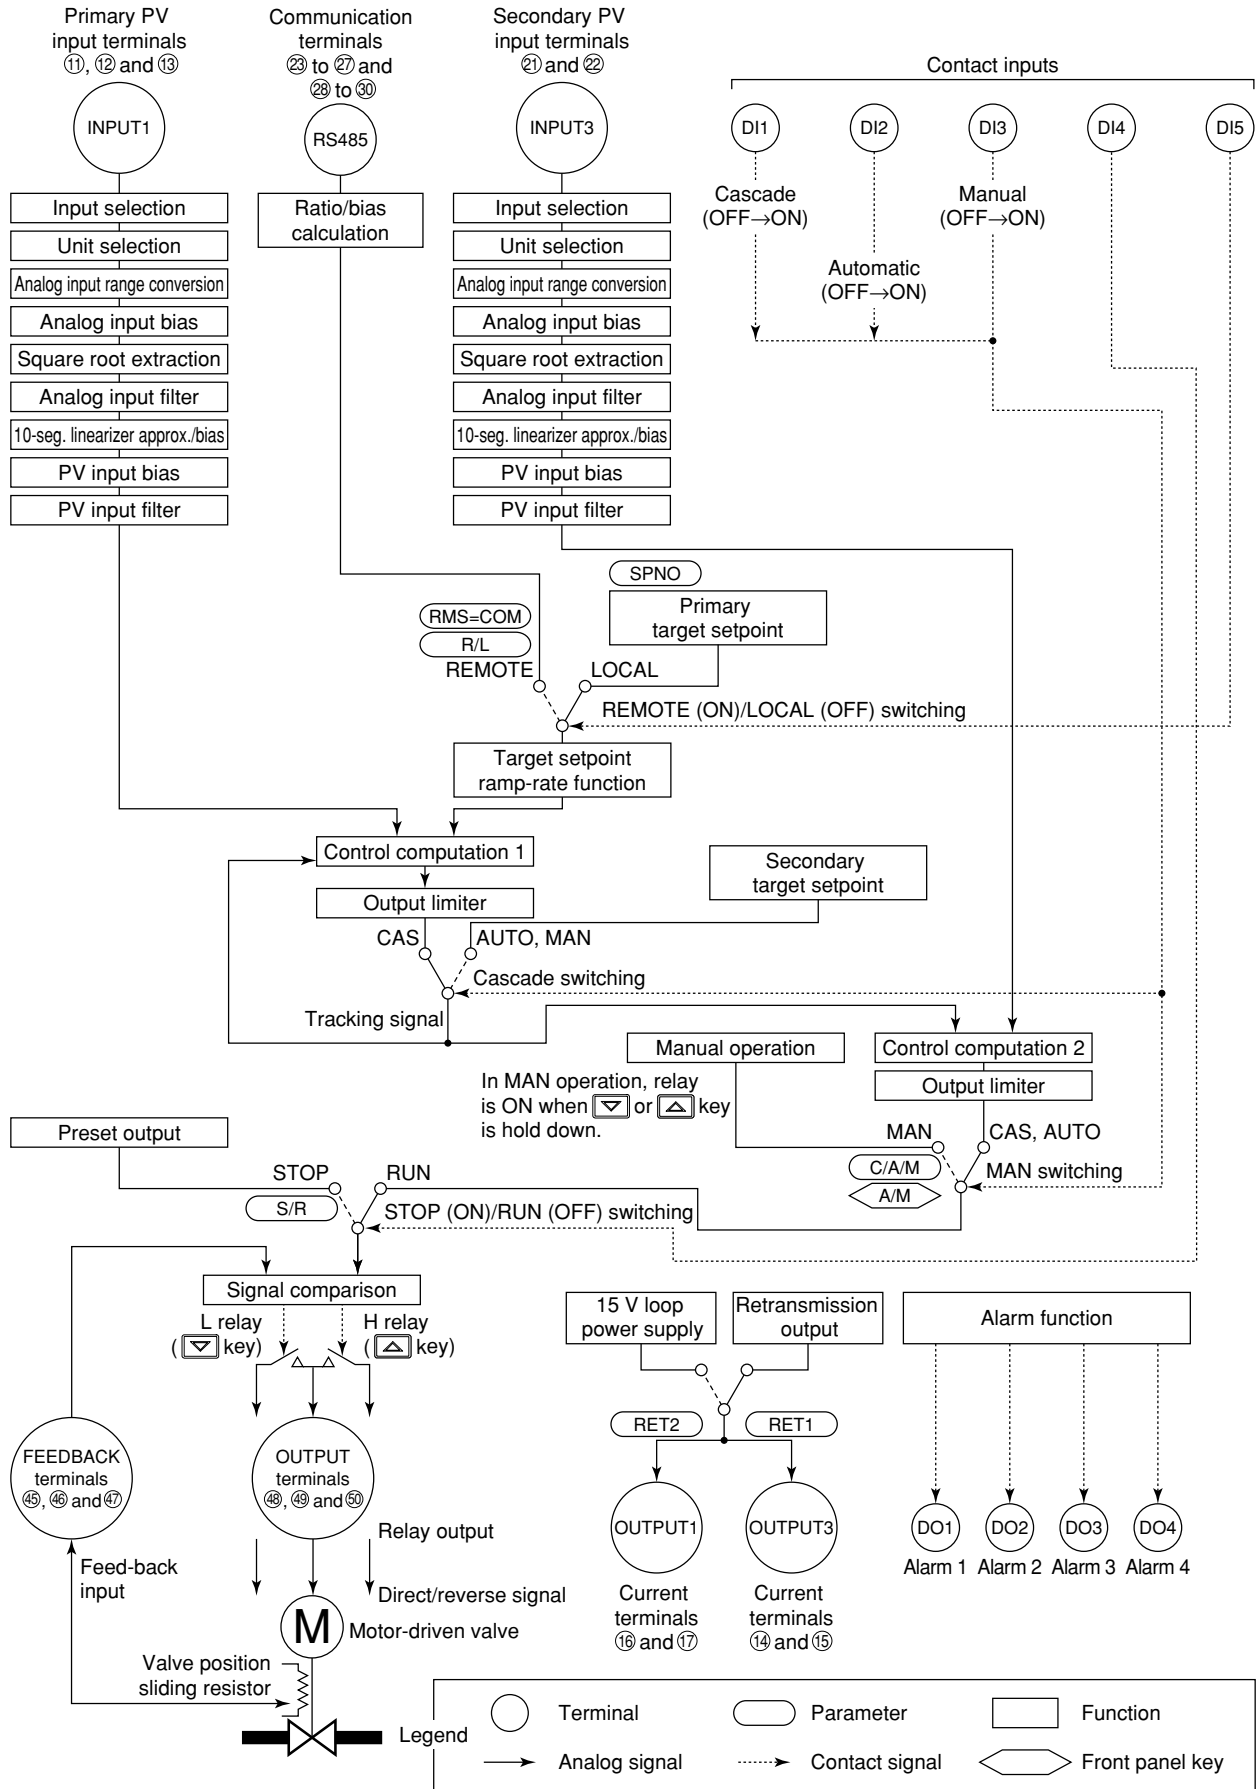 Primary PV
input terminals
⑪, ⑫ and ⑬
INPUT1
Communication
terminals
㉓ to ㉗ and
㉘ to ㉚
RS485
Secondary PV
input terminals
㉑ and ㉒
INPUT3
Contact inputs
DI1
DI2
DI3
DI4
DI5
Cascade
(OFF→ON)
Automatic
(OFF→ON)
Manual
(OFF→ON)
Input selection
Unit selection
Analog input range conversion
Analog input bias
Square root extraction
Analog input filter
10-seg. linearizer approx./bias
PV input bias
PV input filter
Ratio/bias
calculation
Input selection
Unit selection
Analog input range conversion
Analog input bias
Square root extraction
Analog input filter
10-seg. linearizer approx./bias
PV input bias
PV input filter
SPNO
Primary
target setpoint
RMS=COM
R/L
REMOTE
LOCAL
REMOTE (ON)/LOCAL (OFF) switching
Target setpoint
ramp-rate function
Control computation 1
Output limiter
Secondary
target setpoint
CAS
AUTO, MAN
Cascade switching
Tracking signal
Manual operation
Control computation 2
Output limiter
In MAN operation, relay
is ON when ▽ or △ key
is hold down.
MAN
CAS, AUTO
C/A/M
A/M
MAN switching
Preset output
STOP
RUN
S/R
STOP (ON)/RUN (OFF) switching
Signal comparison
L relay
(▽ key)
H relay
(△ key)
FEEDBACK
terminals
㊺, ㊻ and ㊼
OUTPUT
terminals
㊽, ㊾ and ㊿
Relay output
Feed-back
input
Direct/reverse signal
M
Motor-driven valve
Valve position
sliding resistor
15 V loop
power supply
Retransmission
output
RET2
RET1
OUTPUT1
OUTPUT3
Current
terminals
⑯ and ⑰
Current
terminals
⑭ and ⑮
Alarm function
DO1
DO2
DO3
DO4
Alarm 1
Alarm 2
Alarm 3
Alarm 4
Legend
Terminal
Parameter
Function
Analog signal
Contact signal
Front panel key